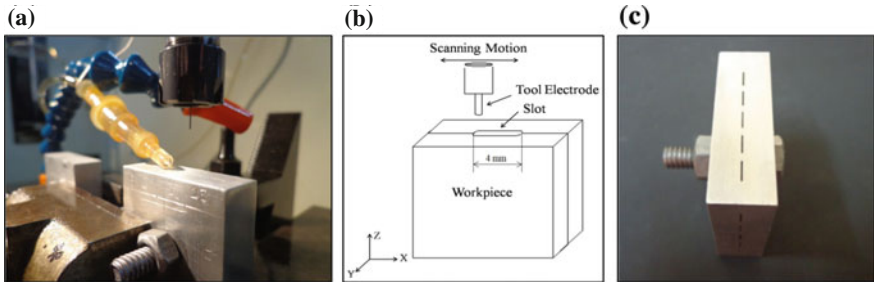 (a)
(b)
(c)
Scanning Motion
Tool Electrode
Slot
4 mm
Workpiece
Z
X
Y